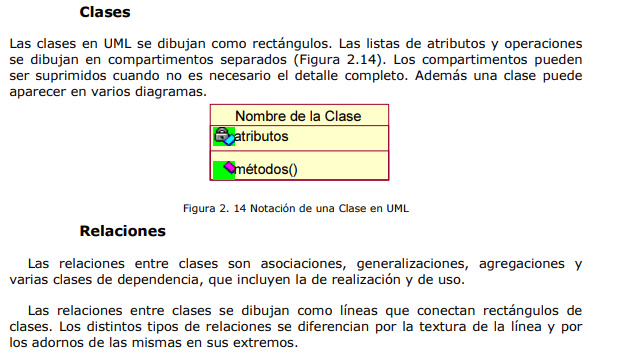 Clases
Las clases en UML se dibujan como rectángulos. Las listas de atributos y operaciones
se dibujan en compartimentos separados (Figura 2.14). Los compartimentos pueden
ser suprimidos cuando no es necesario el detalle completo. Además una clase puede
aparecer en varios diagramas.
Nombre de la Clase
atributos
métodos()
Figura 2. 14 Notación de una Clase en UML
Relaciones
Las relaciones entre clases son asociaciones, generalizaciones, agregaciones y
varias clases de dependencia, que incluyen la de realización y de uso.
Las relaciones entre clases se dibujan como líneas que conectan rectángulos de
clases. Los distintos tipos de relaciones se diferencian por la textura de la línea y por
los adornos de las mismas en sus extremos.